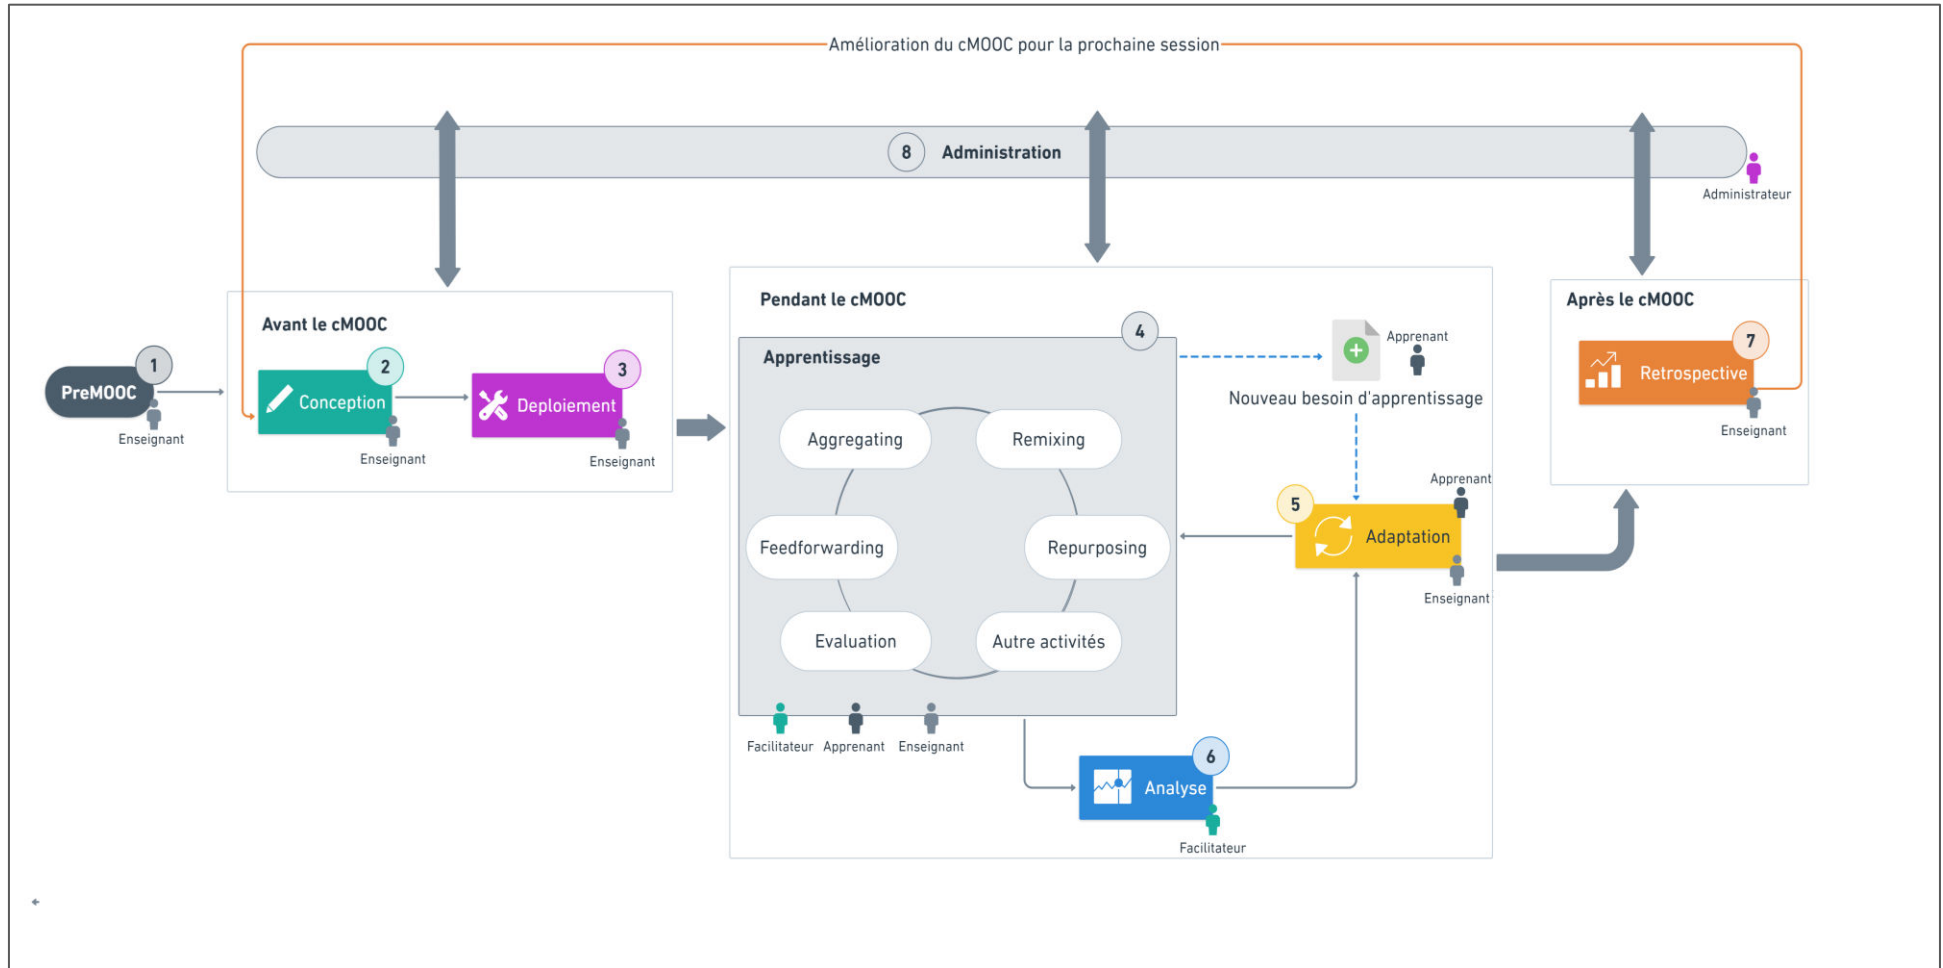 Amélioration du cMOOC pour la prochaine session
8 Administration
Administrateur
PreMOOC
1
Enseignant
Avant le cMOOC
2
Conception
Enseignant
3
Deploiement
Enseignant
Pendant le cMOOC
4
Apprentissage
Aggregating
Remixing
Feedforwarding
Repurposing
Evaluation
Autre activités
Facilitateur
Apprenant
Enseignant
Apprenant
Nouveau besoin d'apprentissage
Apprenant
5
Adaptation
Enseignant
6
Analyse
Facilitateur
Après le cMOOC
7
Retrospective
Enseignant